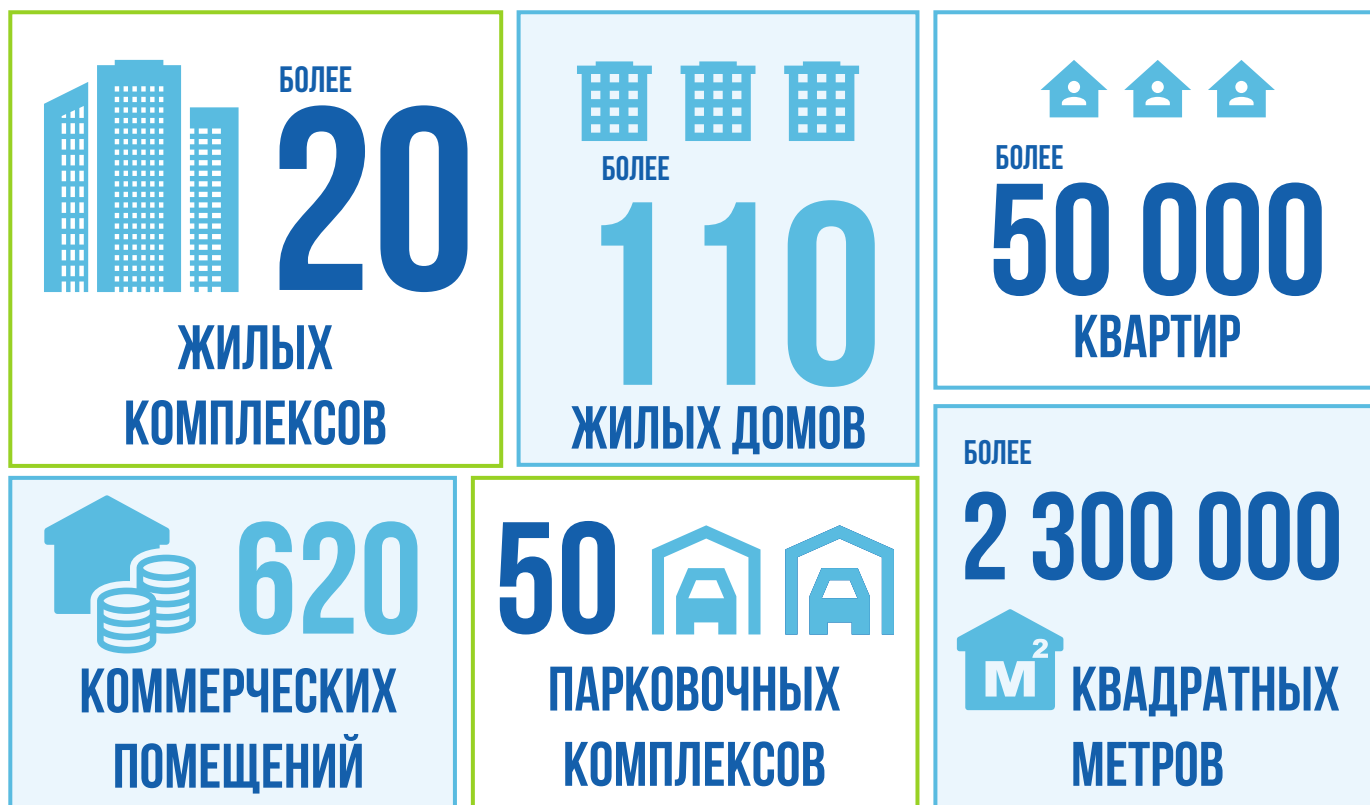 БОЛЕЕ
20
ЖИЛЫХ
КОМПЛЕКСОВ
БОЛЕЕ
110
ЖИЛЫХ ДОМОВ
БОЛЕЕ
50 000
КВАРТИР
620
КОММЕРЧЕСКИХ
ПОМЕЩЕНИЙ
50
ПАРКОВОЧНЫХ
КОМПЛЕКСОВ
БОЛЕЕ
2 300 000
М²
КВАДРАТНЫХ
МЕТРОВ